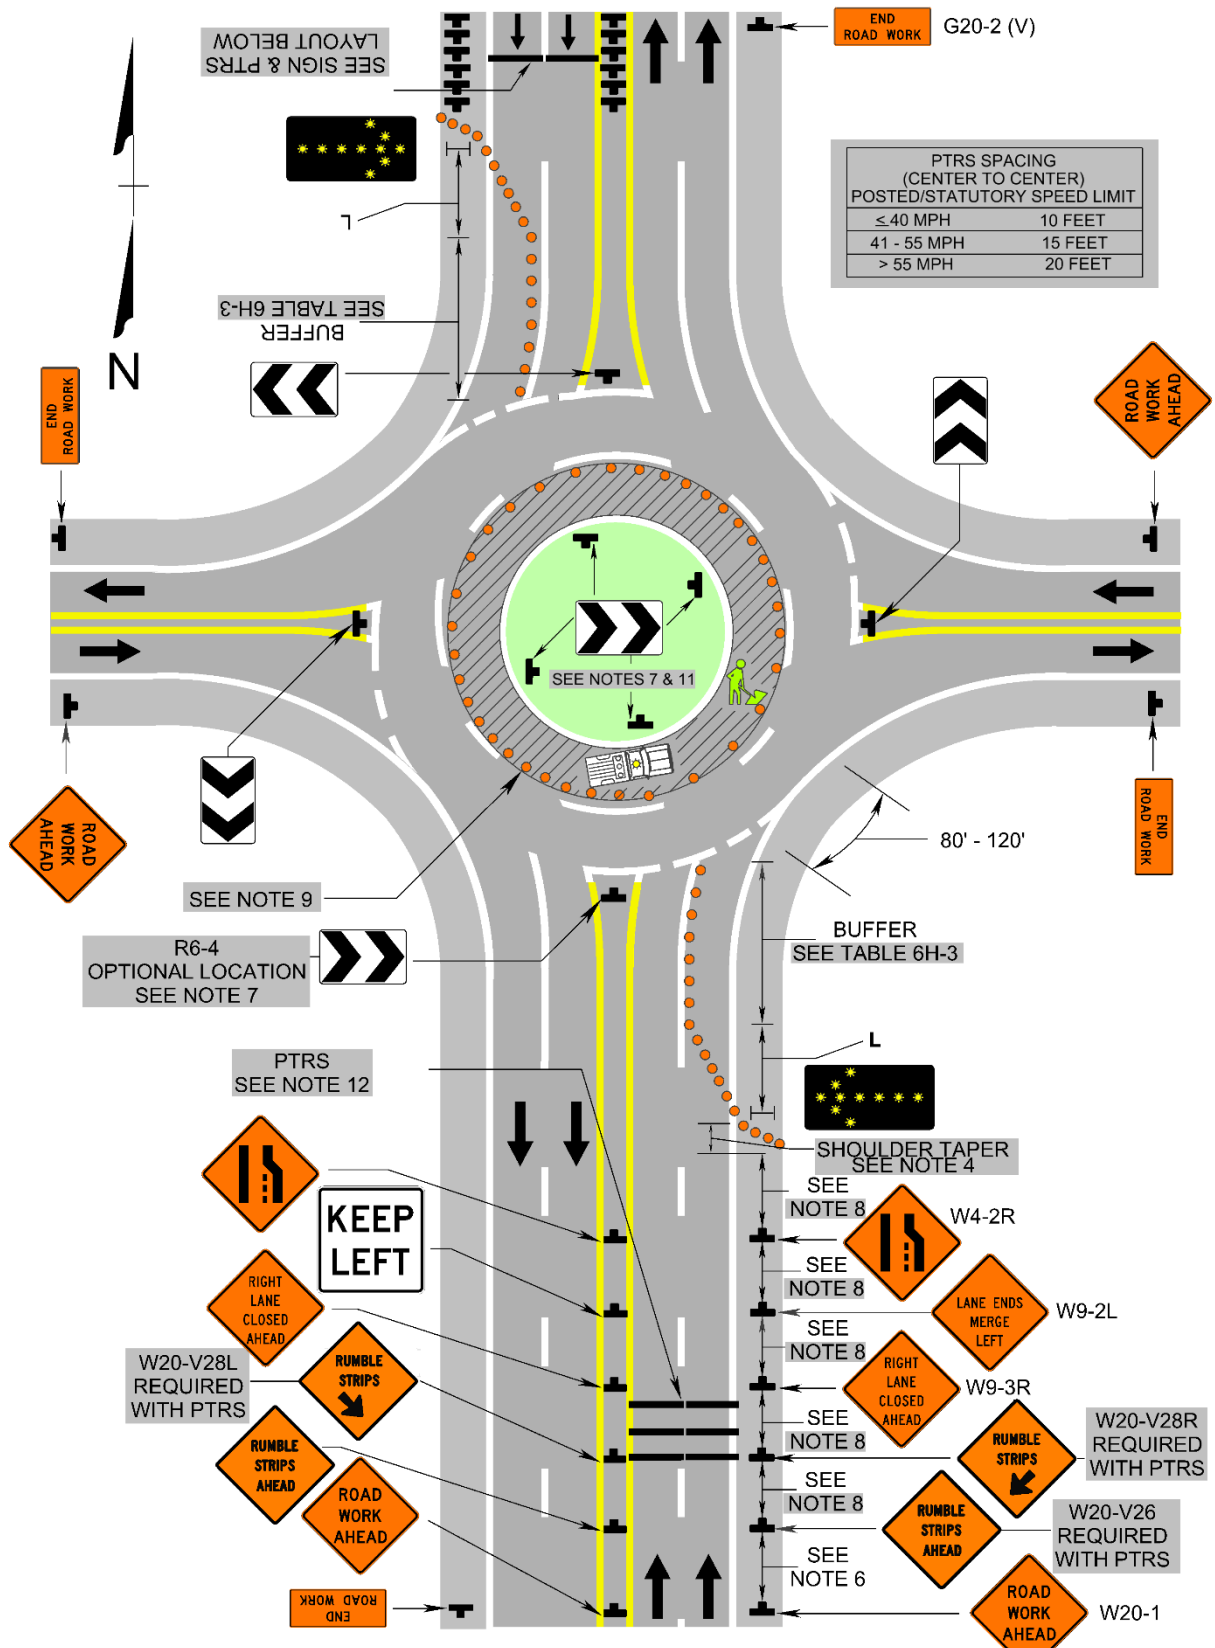 END
ROAD WORK
G20-2 (V)
SEE SIGN & PTRS
LAYOUT BELOW
PTRS SPACING
(CENTER TO CENTER)
POSTED/STATUTORY SPEED LIMIT
≤ 40 MPH 10 FEET
41 - 55 MPH 15 FEET
> 55 MPH 20 FEET
L
BUFFER
SEE TABLE 6H-3
N
END
ROAD WORK
ROAD
WORK
AHEAD
SEE NOTES 7 & 11
ROAD
WORK
AHEAD
END
ROAD WORK
80' - 120'
SEE NOTE 9
R6-4
OPTIONAL LOCATION
SEE NOTE 7
BUFFER
SEE TABLE 6H-3
L
PTRS
SEE NOTE 12
SHOULDER TAPER
SEE NOTE 4
SEE
NOTE 8
W4-2R
KEEP
LEFT
SEE
NOTE 8
LANE ENDS
MERGE
LEFT
W9-2L
RIGHT
LANE
CLOSED
AHEAD
SEE
NOTE 8
RIGHT
LANE
CLOSED
AHEAD
W9-3R
W20-V28L
REQUIRED
WITH PTRS
RUMBLE
STRIPS
SEE
NOTE 8
RUMBLE
STRIPS
W20-V28R
REQUIRED
WITH PTRS
RUMBLE
STRIPS
AHEAD
SEE
NOTE 8
RUMBLE
STRIPS
AHEAD
W20-V26
REQUIRED
WITH PTRS
ROAD
WORK
AHEAD
SEE
NOTE 6
END
ROAD WORK
ROAD
WORK
AHEAD
W20-1